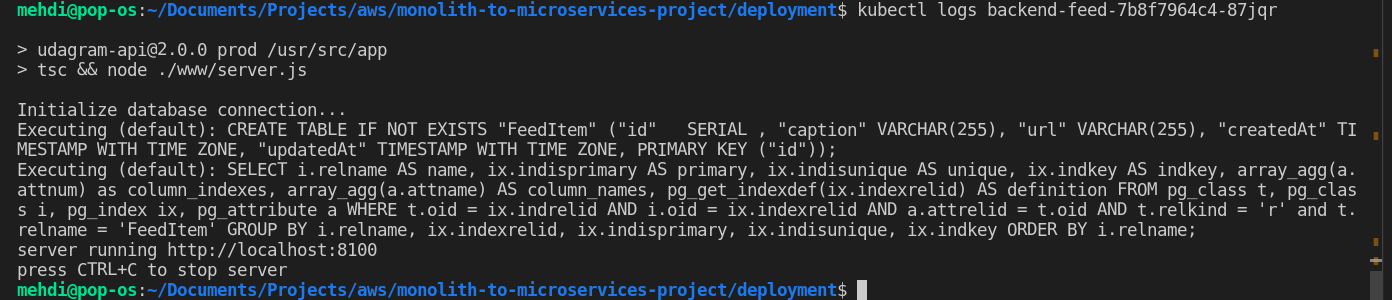 mehdi@pop-os:~/Documents/Projects/aws/monolith-to-microservices-project/deployment$ kubectl logs backend-feed-7b8f7964c4-87jqr
> udagram-api@2.0.0 prod /usr/src/app
> tsc && node ./www/server.js
Initialize database connection...
Executing (default): CREATE TABLE IF NOT EXISTS "FeedItem" ("id"   SERIAL , "caption" VARCHAR(255), "url" VARCHAR(255), "createdAt" TI
MESTAMP WITH TIME ZONE, "updatedAt" TIMESTAMP WITH TIME ZONE, PRIMARY KEY ("id"));
Executing (default): SELECT i.relname AS name, ix.indisprimary AS primary, ix.indisunique AS unique, ix.indkey AS indkey, array_agg(a.
attnum) as column_indexes, array_agg(a.attname) AS column_names, pg_get_indexdef(ix.indexrelid) AS definition FROM pg_class t, pg_clas
s i, pg_index ix, pg_attribute a WHERE t.oid = ix.indrelid AND i.oid = ix.indexrelid AND a.attrelid = t.oid AND t.relkind = 'r' and t.
relname = 'FeedItem' GROUP BY i.relname, ix.indexrelid, ix.indisprimary, ix.indisunique, ix.indkey ORDER BY i.relname;
server running http://localhost:8100
press CTRL+C to stop server
mehdi@pop-os:~/Documents/Projects/aws/monolith-to-microservices-project/deployment$